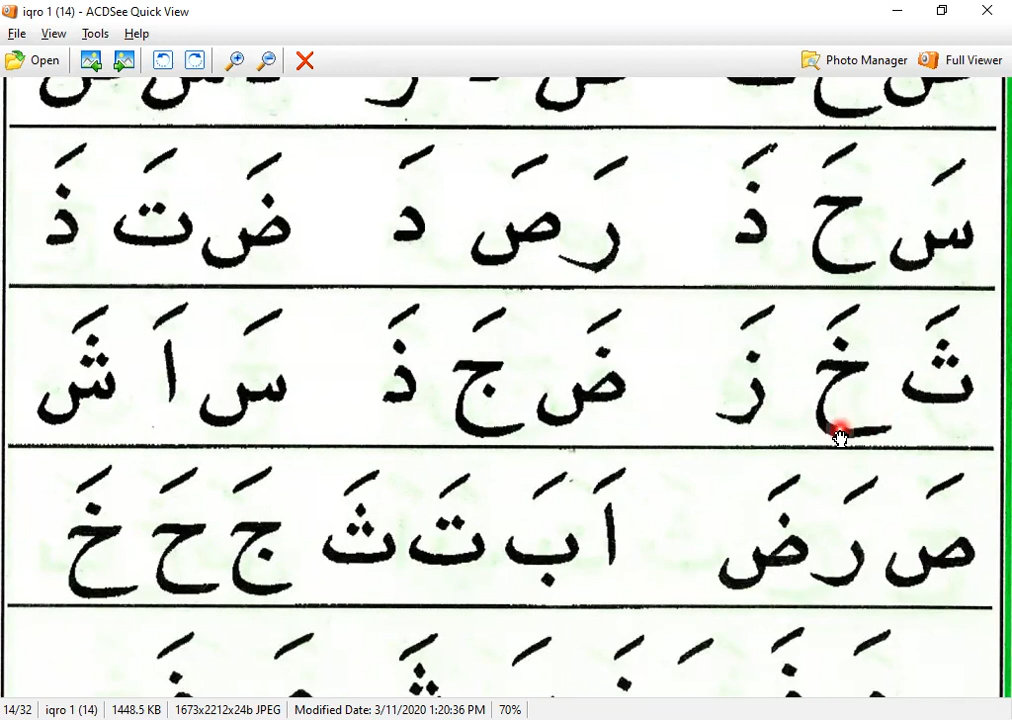 iqro 1 (14) - ACDSee Quick View
File View Tools Help
Open Photo Manager Full Viewer
سَ حَ ذَ رَ صَ دَ ضَ تَ ذَ
ثَ خَ زَ ضَ جَ ذَ سَ اَ شَ
صَ رَ ضَ اَ بَ تَ ثَ جَ حَ خَ
14/32 iqro 1 (14) 1448.5 KB 1673x2212x24b JPEG Modified Date: 3/11/2020 1:20:36 PM 70%